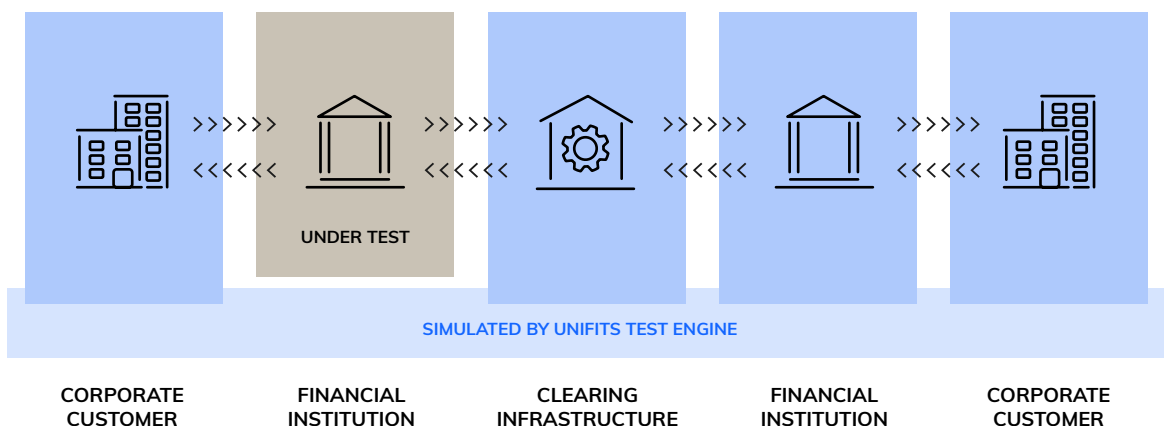 UNDER TEST
SIMULATED BY UNIFITS TEST ENGINE
CORPORATE
CUSTOMER
FINANCIAL
INSTITUTION
CLEARING
INFRASTRUCTURE
FINANCIAL
INSTITUTION
CORPORATE
CUSTOMER